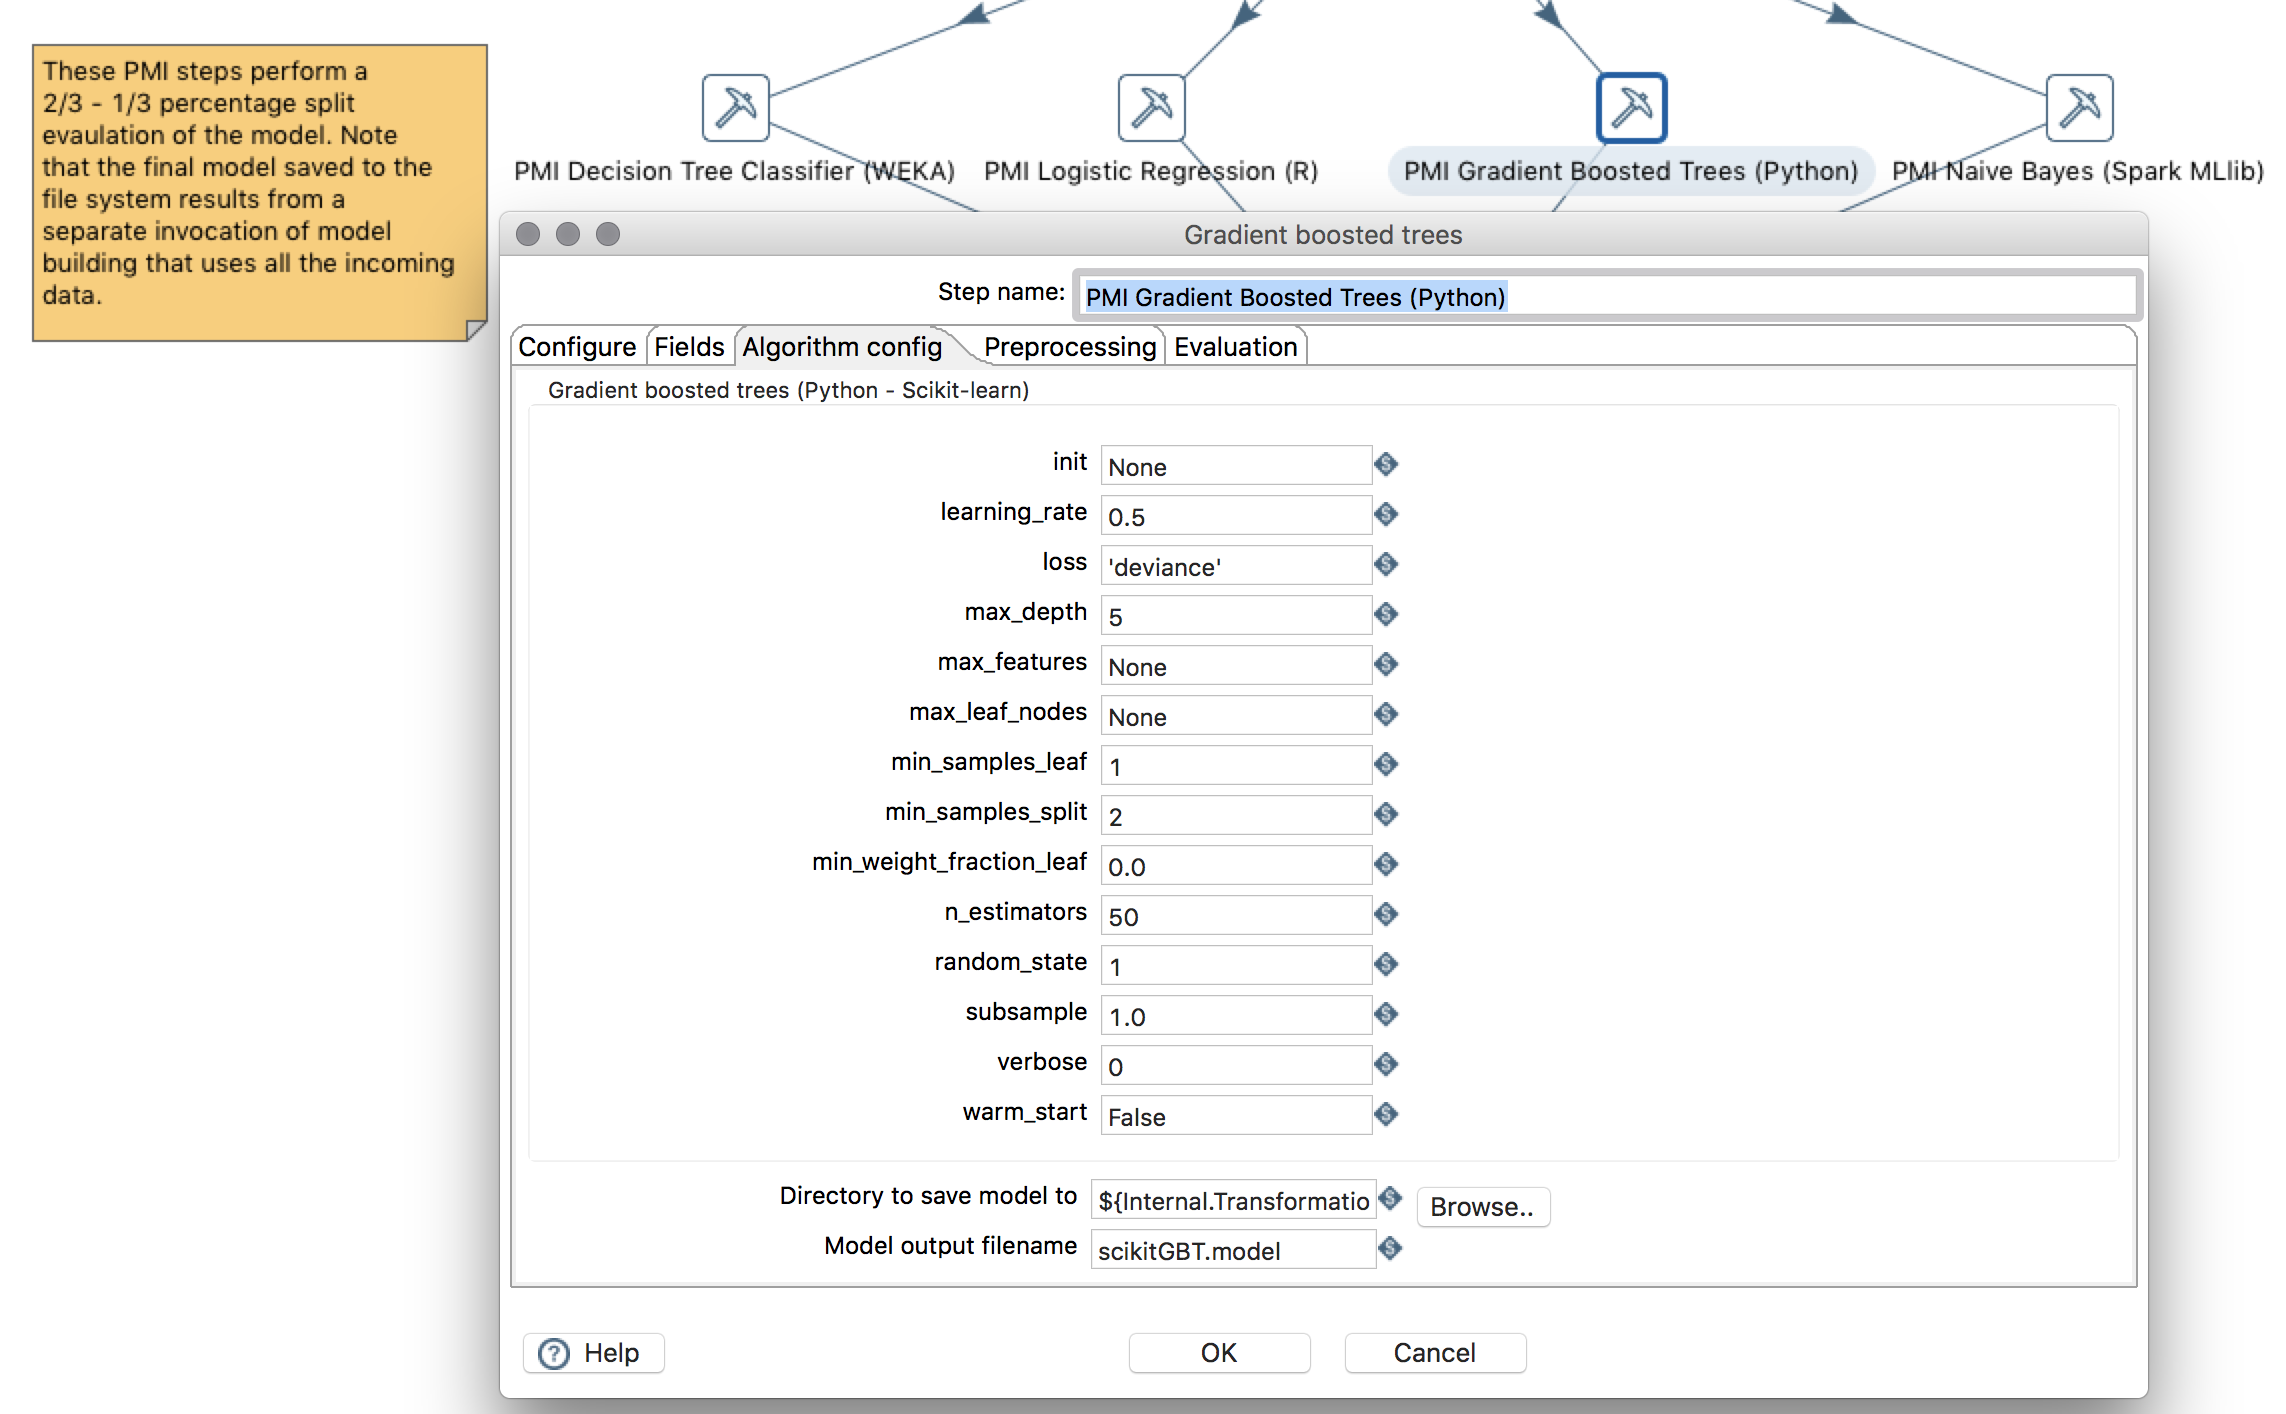 These PMI steps perform a
2/3 - 1/3 percentage split
evaulation of the model. Note
that the final model saved to the
file system results from a
separate invocation of model
building that uses all the incoming
data.
PMI Decision Tree Classifier (WEKA)
PMI Logistic Regression (R)
PMI Gradient Boosted Trees (Python)
PMI Naive Bayes (Spark MLlib)
Gradient boosted trees
Step name: PMI Gradient Boosted Trees (Python)
Configure Fields Algorithm config Preprocessing Evaluation
Gradient boosted trees (Python - Scikit-learn)
init None
learning_rate 0.5
loss 'deviance'
max_depth 5
max_features None
max_leaf_nodes None
min_samples_leaf 1
min_samples_split 2
min_weight_fraction_leaf 0.0
n_estimators 50
random_state 1
subsample 1.0
verbose 0
warm_start False
Directory to save model to ${Internal.Transformatio Browse..
Model output filename scikitGBT.model
Help OK Cancel